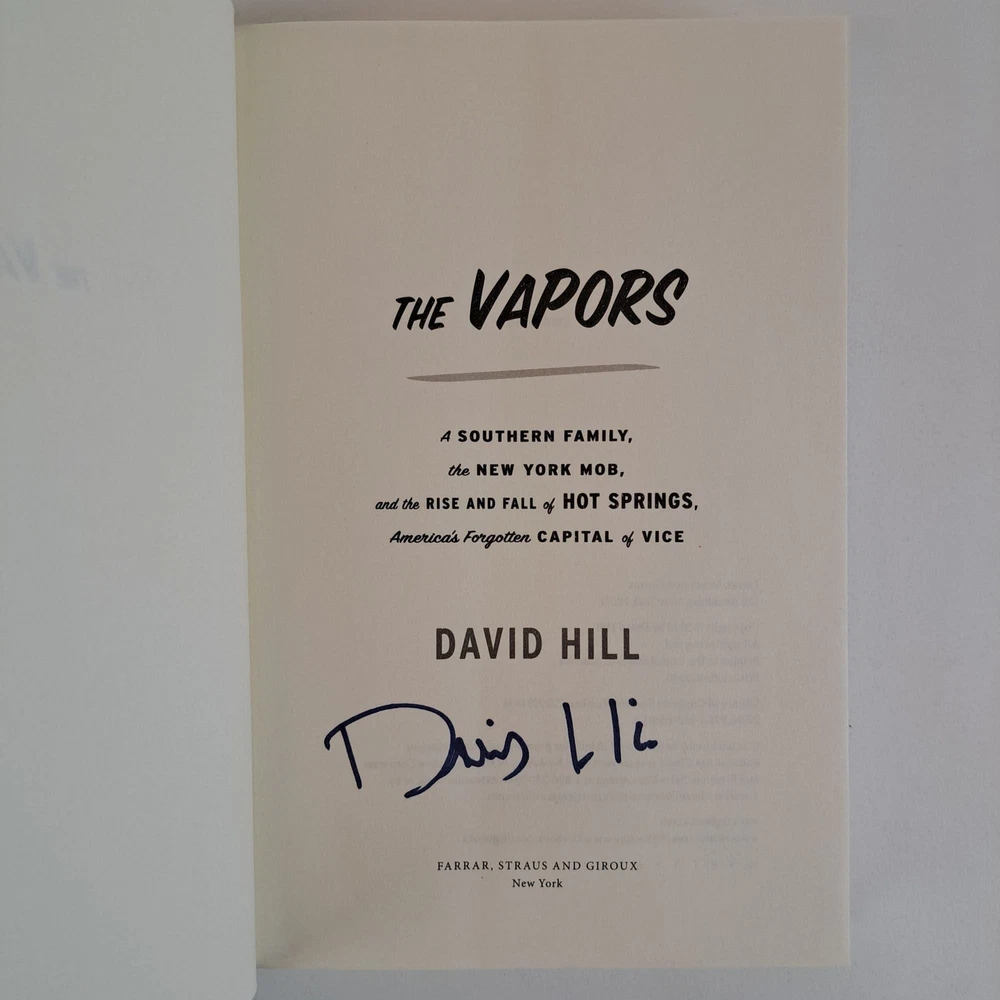 THE VAPORS
A SOUTHERN FAMILY,
the NEW YORK MOB,
and the RISE AND FALL of HOT SPRINGS,
America's Forgotten CAPITAL of VICE
DAVID HILL
FARRAR, STRAUS AND GIROUX
New York